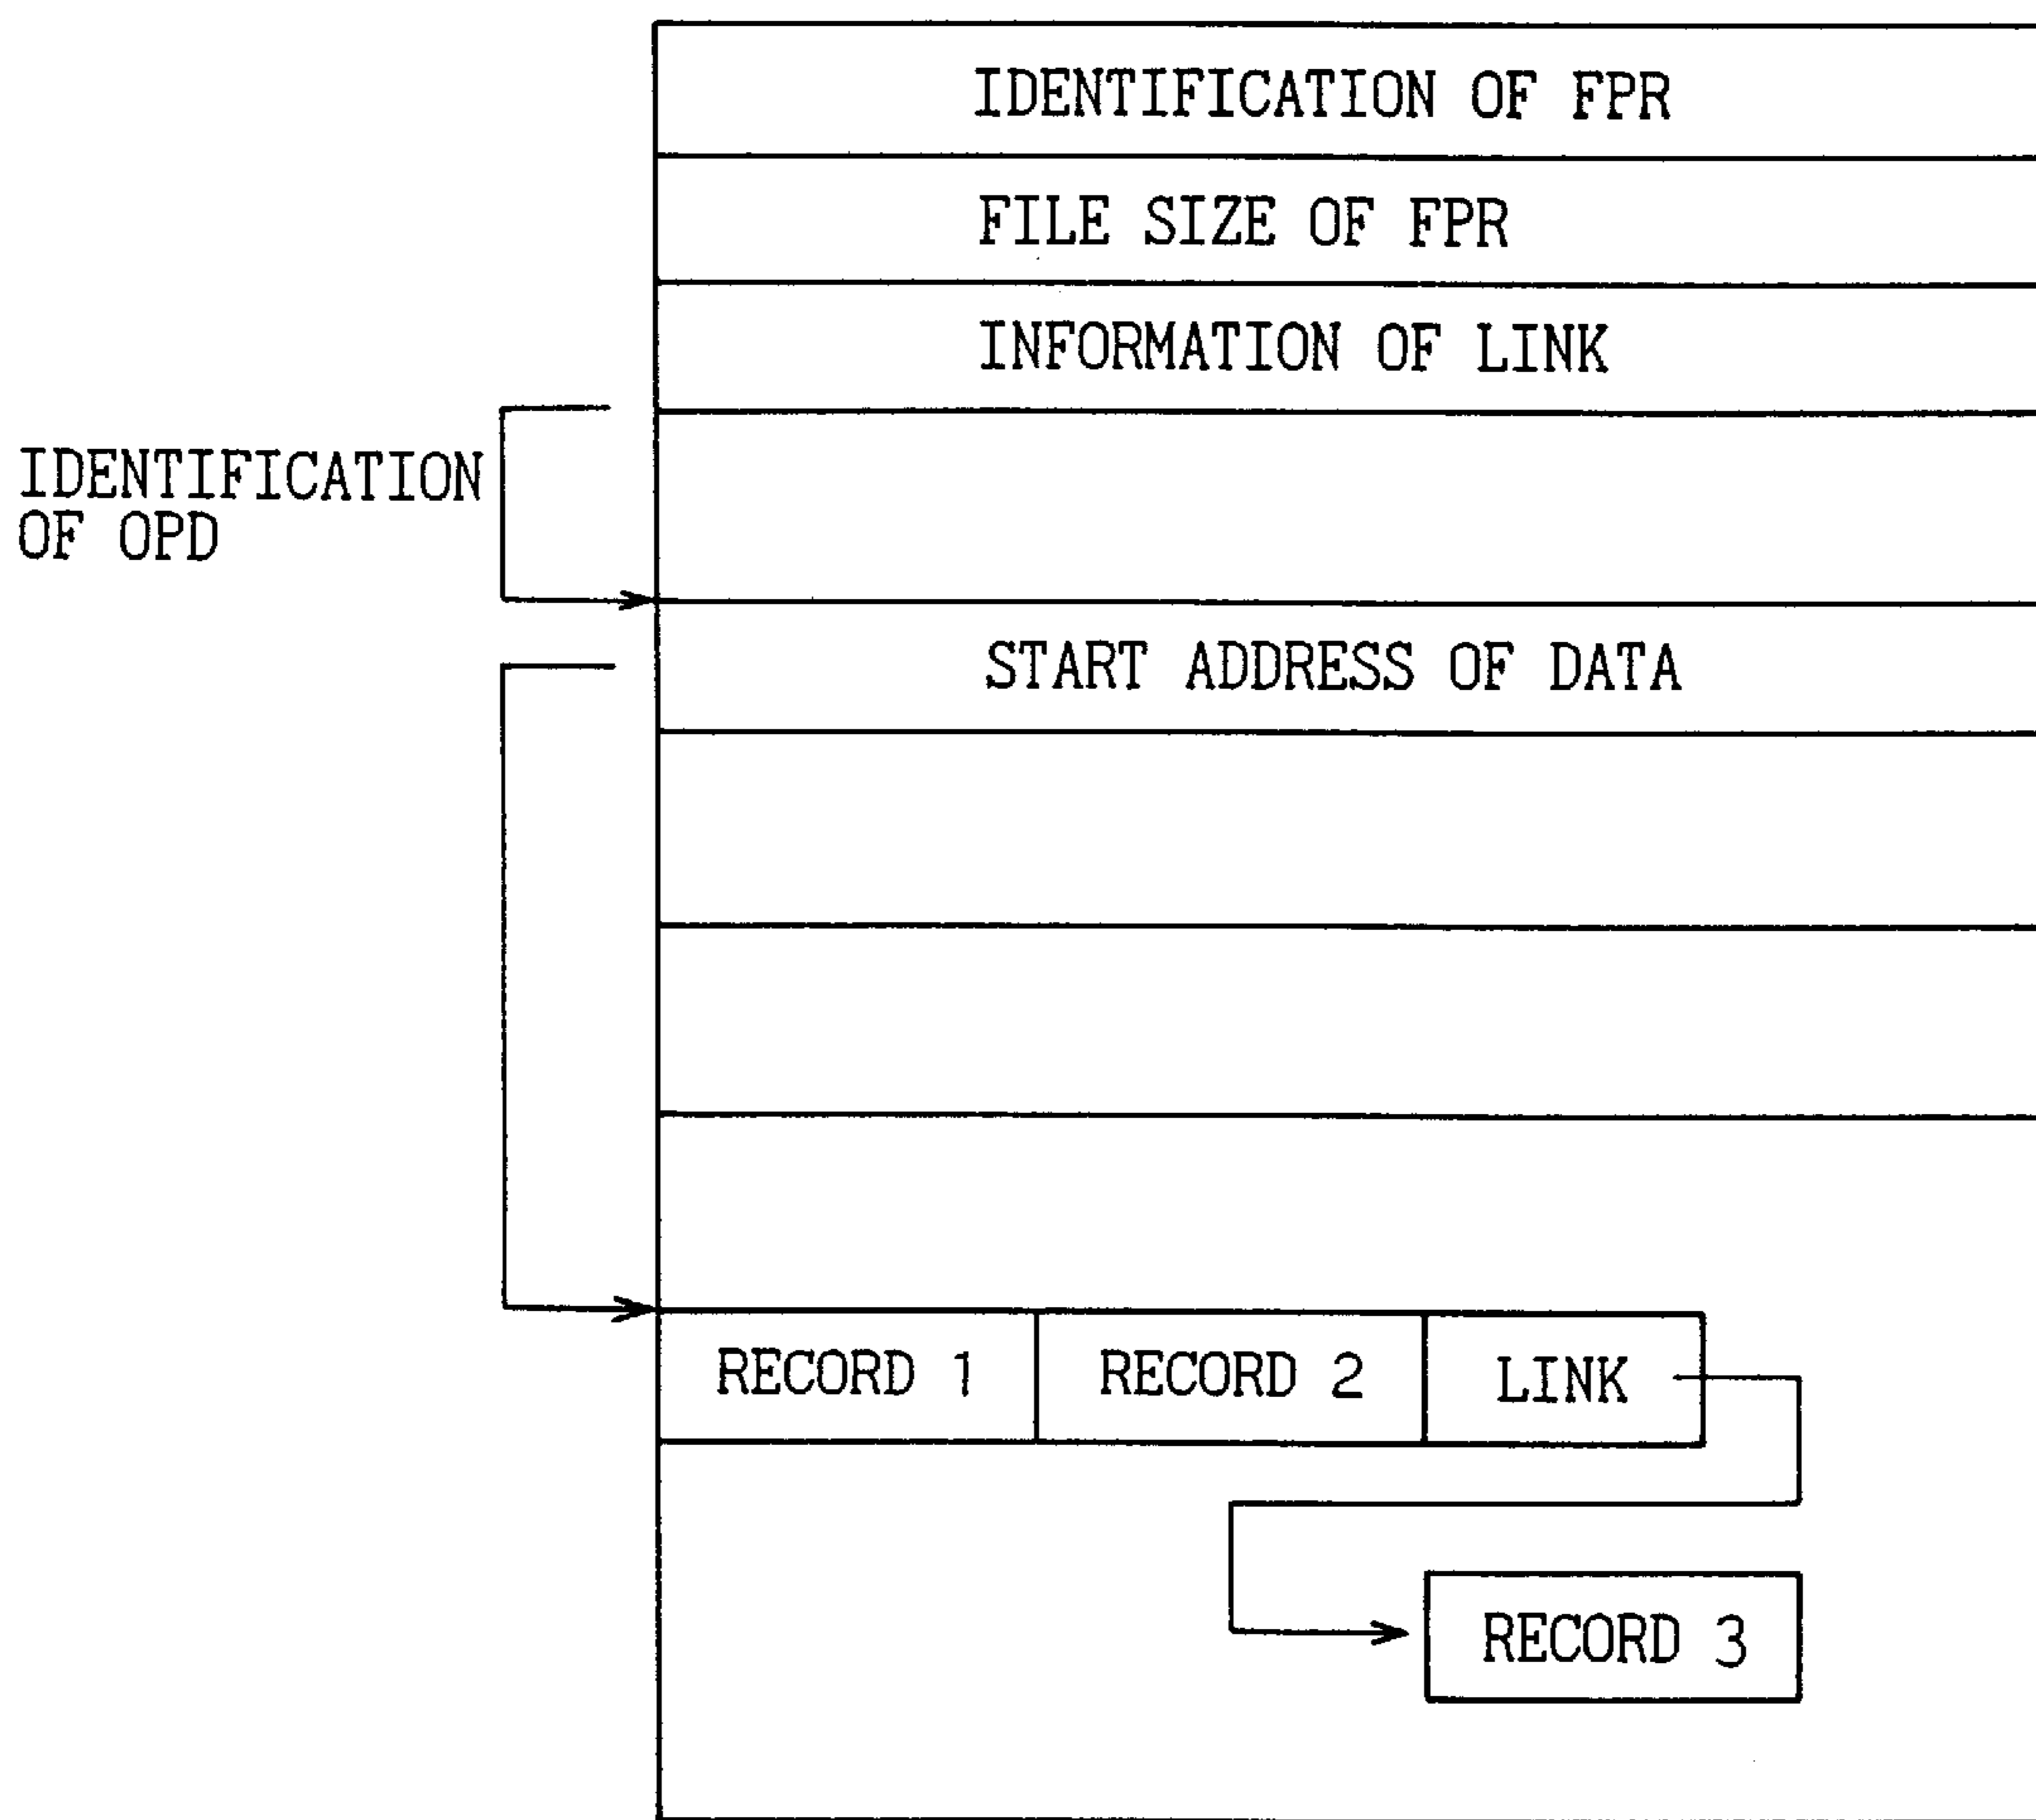 IDENTIFICATION OF FPR
FILE SIZE OF FPR
INFORMATION OF LINK
IDENTIFICATION
OF OPD
START ADDRESS OF DATA
RECORD 1
RECORD 2
LINK
RECORD 3